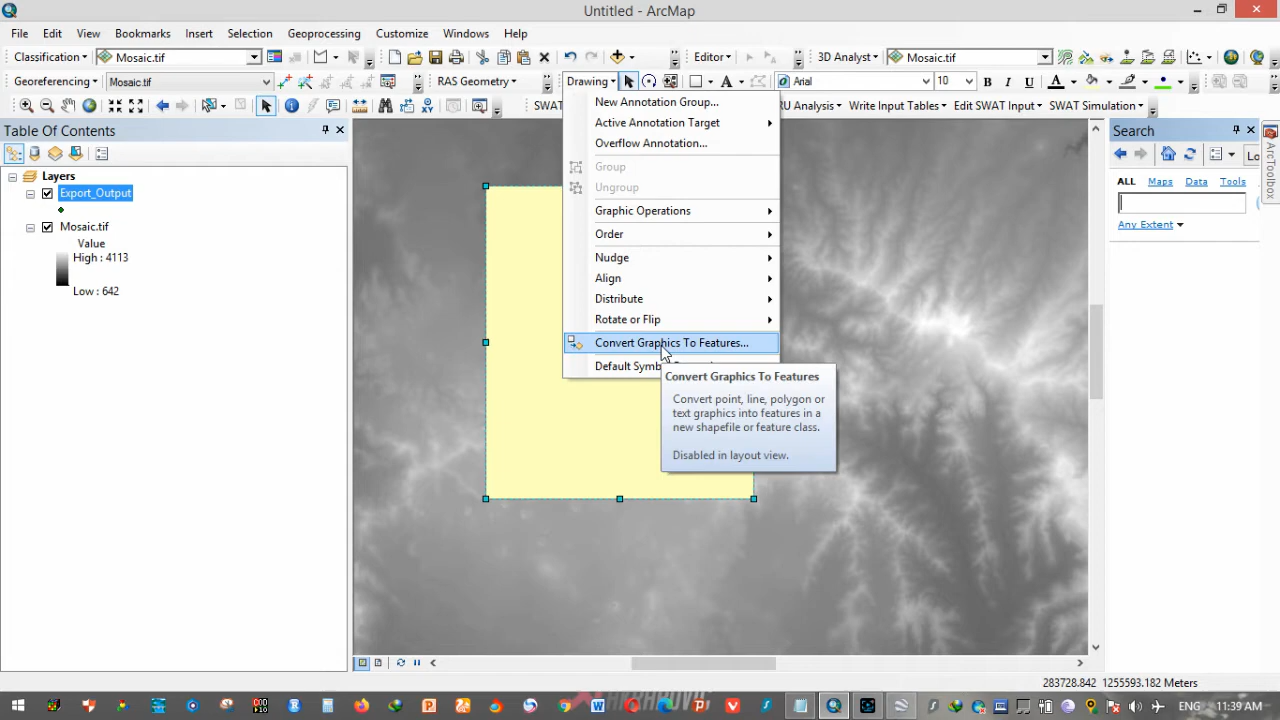 Untitled - ArcMap
File Edit View Bookmarks Insert Selection Geoprocessing Customize Windows Help
Classification Mosaic.tif Editor 3D Analyst Mosaic.tif
Georeferencing Mosaic.tif RAS Geometry Drawing A Arial 10 B I U A
SWA RU Analysis Write Input Tables Edit SWAT Input SWAT Simulation
Table Of Contents
Layers
Export_Output
Mosaic.tif
Value
High : 4113
Low : 642
New Annotation Group...
Active Annotation Target
Overflow Annotation...
Group
Ungroup
Graphic Operations
Order
Nudge
Align
Distribute
Rotate or Flip
Convert Graphics To Features...
Default Symb
Convert Graphics To Features
Convert point, line, polygon or
text graphics into features in a
new shapefile or feature class.
Disabled in layout view.
Search
Lo
ALL Maps Data Tools
Any Extent
ArcToolbox
283728.842 1255593.182 Meters
ENG 11:39 AM